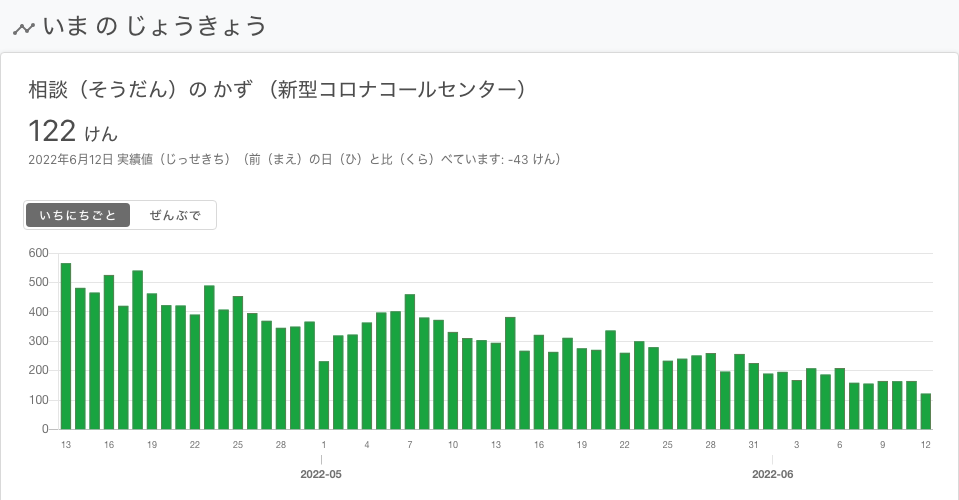 いま の じょうきょう
相談（そうだん）の かず （新型コロナコールセンター）
122 けん
2022年6月12日 実績値（じっせきち）（前（まえ）の日（ひ）と比（くら）べています: -43 けん）
いちにちごと ぜんぶで
600
500
400
300
200
100
0
13 16 19 22 25 28 1 4 7 10 13 16 19 22 25 28 31 3 6 9 12
2022-05 2022-06